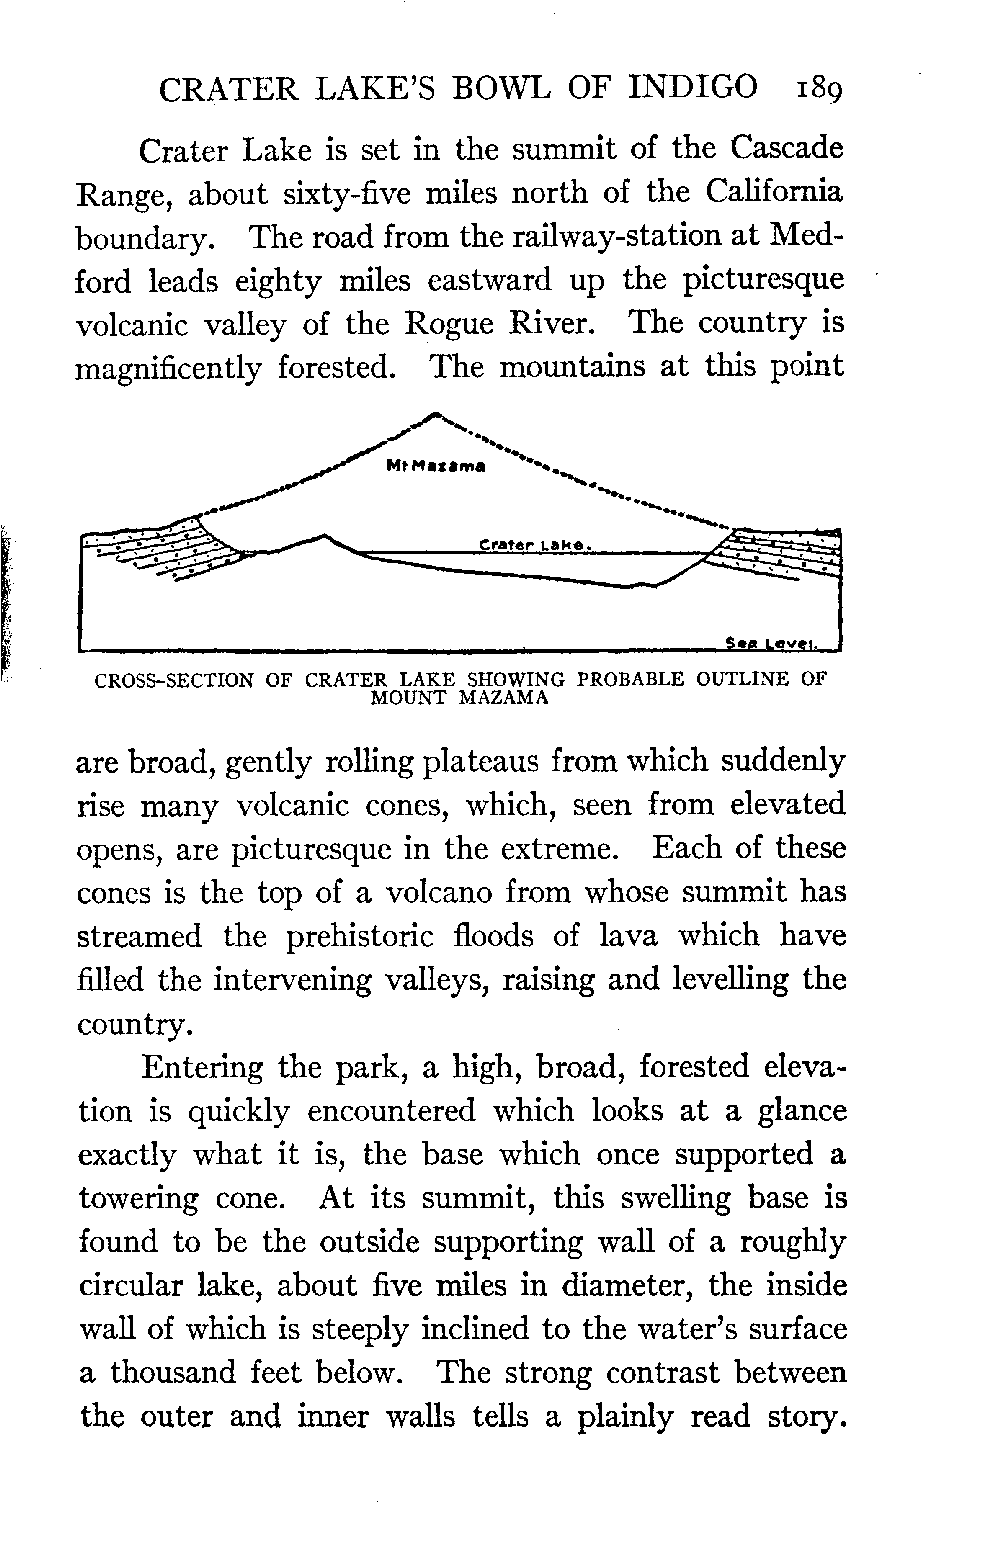 CRATER LAKE'S BOWL OF INDIGO 189
Crater Lake is set in the summit of the Cascade
Range, about sixty-five miles north of the California
boundary. The road from the railway-station at Med-
ford leads eighty miles eastward up the picturesque
volcanic valley of the Rogue River. The country is
magnificently forested. The mountains at this point
Mt Mazama
Crater Lake.
Sea Level.
CROSS-SECTION OF CRATER LAKE SHOWING PROBABLE OUTLINE OF
MOUNT MAZAMA
are broad, gently rolling plateaus from which suddenly
rise many volcanic cones, which, seen from elevated
opens, are picturesque in the extreme. Each of these
cones is the top of a volcano from whose summit has
streamed the prehistoric floods of lava which have
filled the intervening valleys, raising and levelling the
country.
Entering the park, a high, broad, forested eleva-
tion is quickly encountered which looks at a glance
exactly what it is, the base which once supported a
towering cone. At its summit, this swelling base is
found to be the outside supporting wall of a roughly
circular lake, about five miles in diameter, the inside
wall of which is steeply inclined to the water's surface
a thousand feet below. The strong contrast between
the outer and inner walls tells a plainly read story.